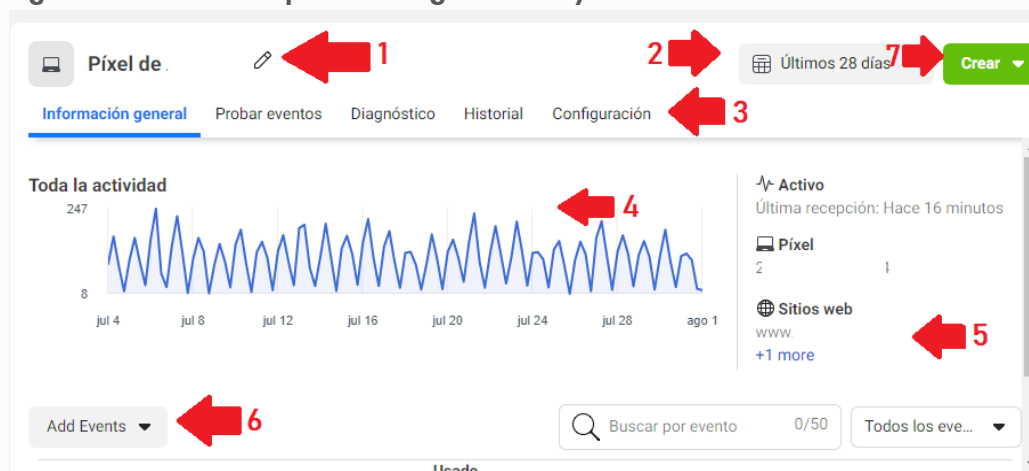 Píxel de
1
2
Últimos 28 días
7
Crear
Información general
Probar eventos
Diagnóstico
Historial
Configuración
3
Toda la actividad
247
8
4
jul 4
jul 8
jul 12
jul 16
jul 20
jul 24
jul 28
ago 1
Activo
Última recepción: Hace 16 minutos
Píxel
Sitios web
www.
+1 more
5
Add Events
6
Buscar por evento
0/50
Todos los eve...
Usado